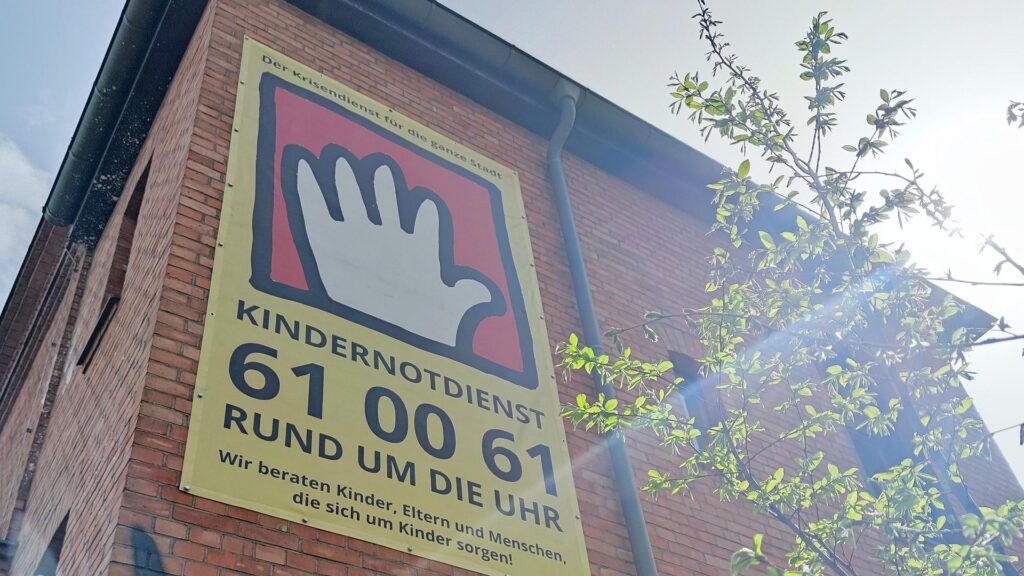 Der Krisendienst für die ganze Stadt
KINDERNOTDIENST
61 00 61
RUND UM DIE UHR
Wir beraten Kinder, Eltern und Menschen,
die sich um Kinder sorgen!